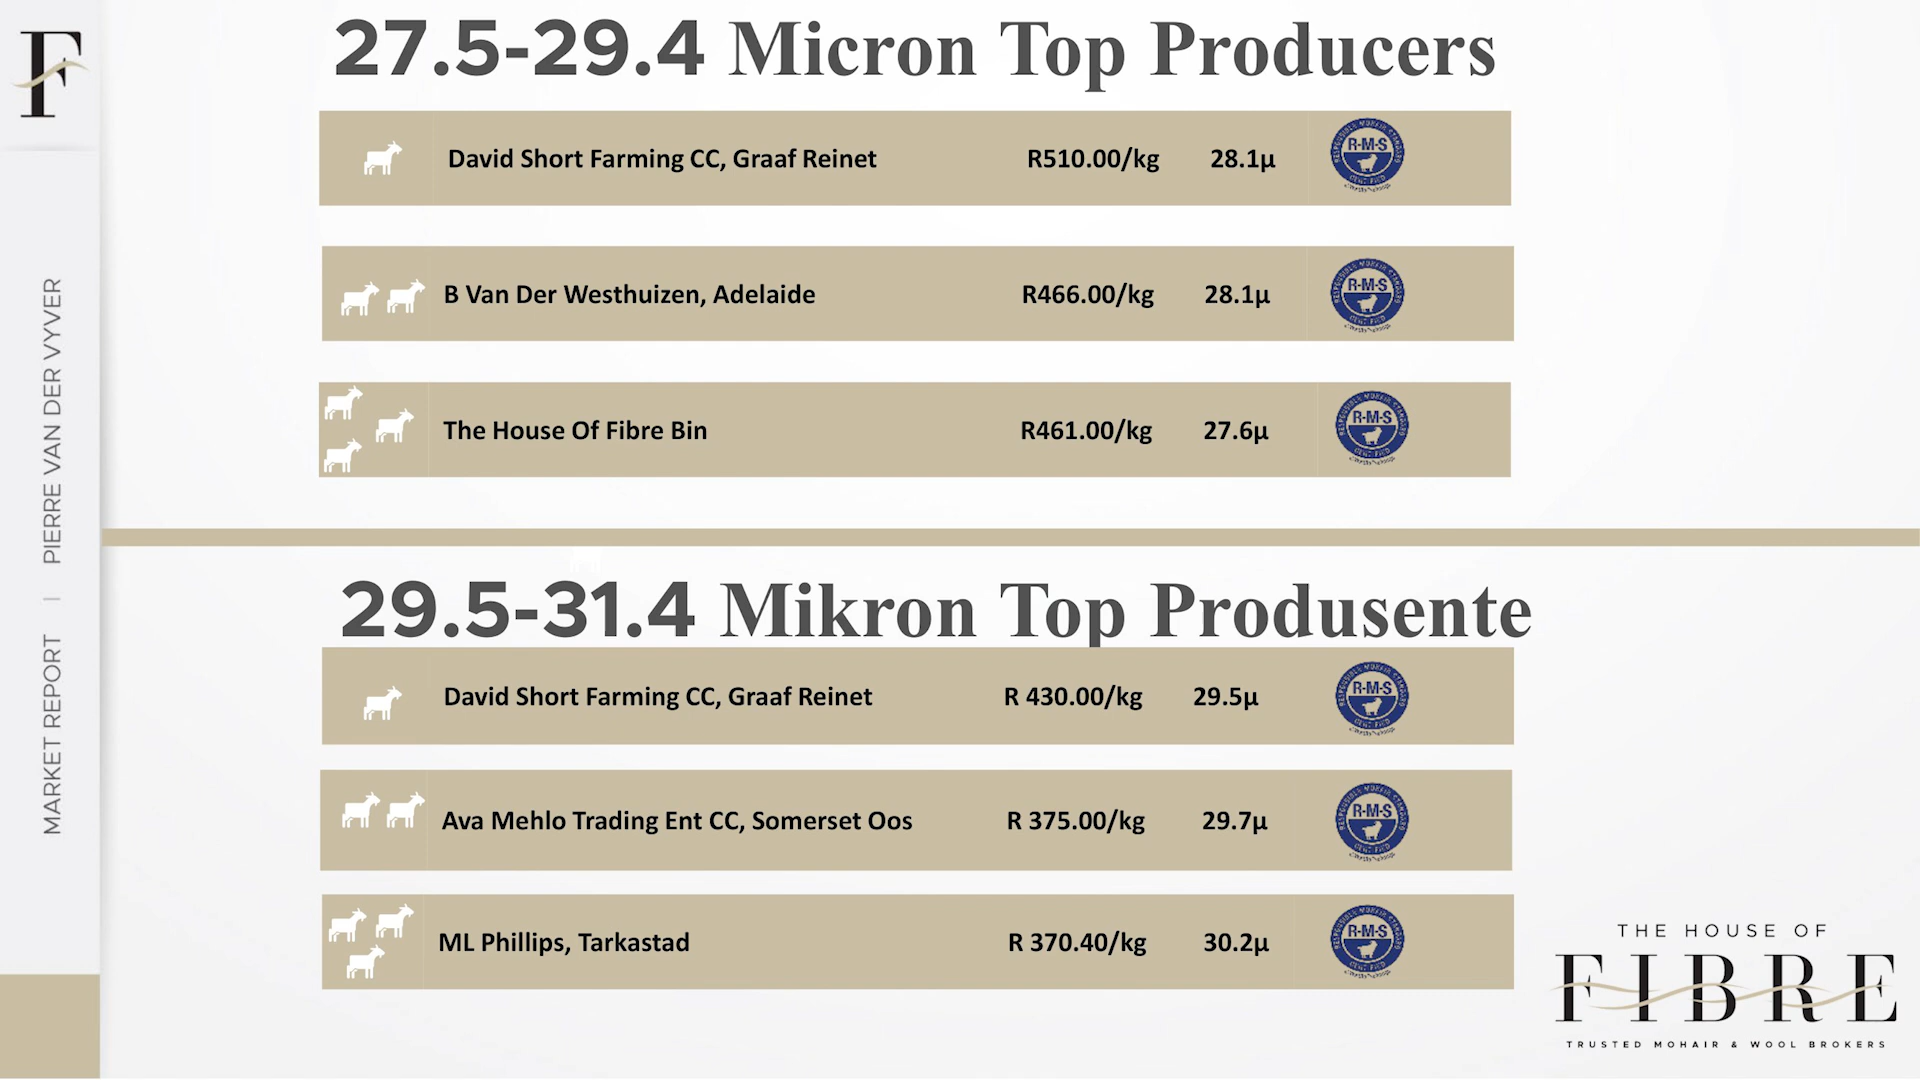 F
27.5-29.4 Micron Top Producers
David Short Farming CC, Graaf Reinet R510.00/kg 28.1µ R-M-S
B Van Der Westhuizen, Adelaide R466.00/kg 28.1µ R-M-S
The House Of Fibre Bin R461.00/kg 27.6µ R-M-S
29.5-31.4 Mikron Top Produsente
David Short Farming CC, Graaf Reinet R 430.00/kg 29.5µ R-M-S
Ava Mehlo Trading Ent CC, Somerset Oos R 375.00/kg 29.7µ R-M-S
ML Phillips, Tarkastad R 370.40/kg 30.2µ R-M-S
MARKET REPORT | PIERRE VAN DER VYVER
THE HOUSE OF
FIBRE
TRUSTED MOHAIR & WOOL BROKERS